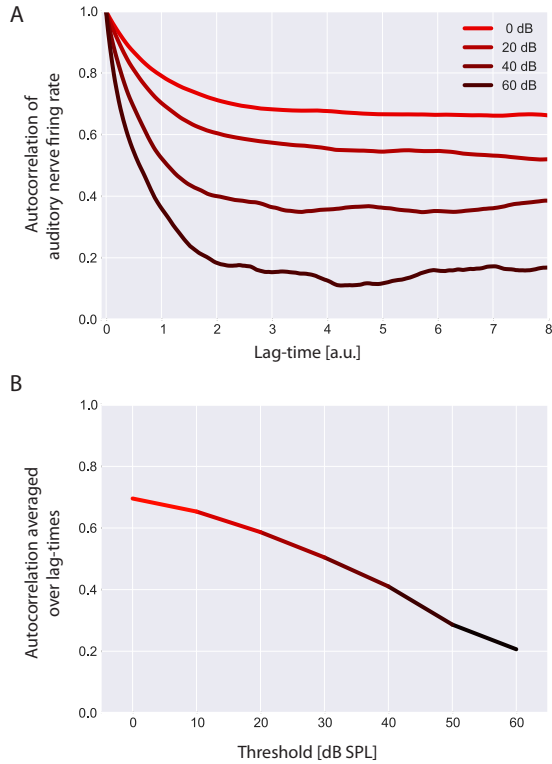 A
1.0
0.8
0.6
0.4
0.2
0.0
Autocorrelation of
auditory nerve firing rate
0 dB
20 dB
40 dB
60 dB
0 1 2 3 4 5 6 7 8
Lag-time [a.u.]
B
1.0
0.8
0.6
0.4
0.2
0.0
Autocorrelation averaged
over lag-times
0 10 20 30 40 50 60
Threshold [dB SPL]